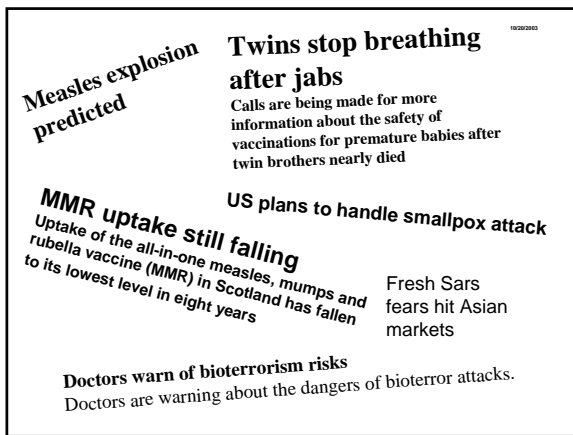 10/20/2003
Measles explosion
predicted
Twins stop breathing
after jabs
Calls are being made for more
information about the safety of
vaccinations for premature babies after
twin brothers nearly died
MMR uptake still falling
Uptake of the all-in-one measles, mumps and
rubella vaccine (MMR) in Scotland has fallen
to its lowest level in eight years
US plans to handle smallpox attack
Fresh Sars
fears hit Asian
markets
Doctors warn of bioterrorism risks
Doctors are warning about the dangers of bioterror attacks.